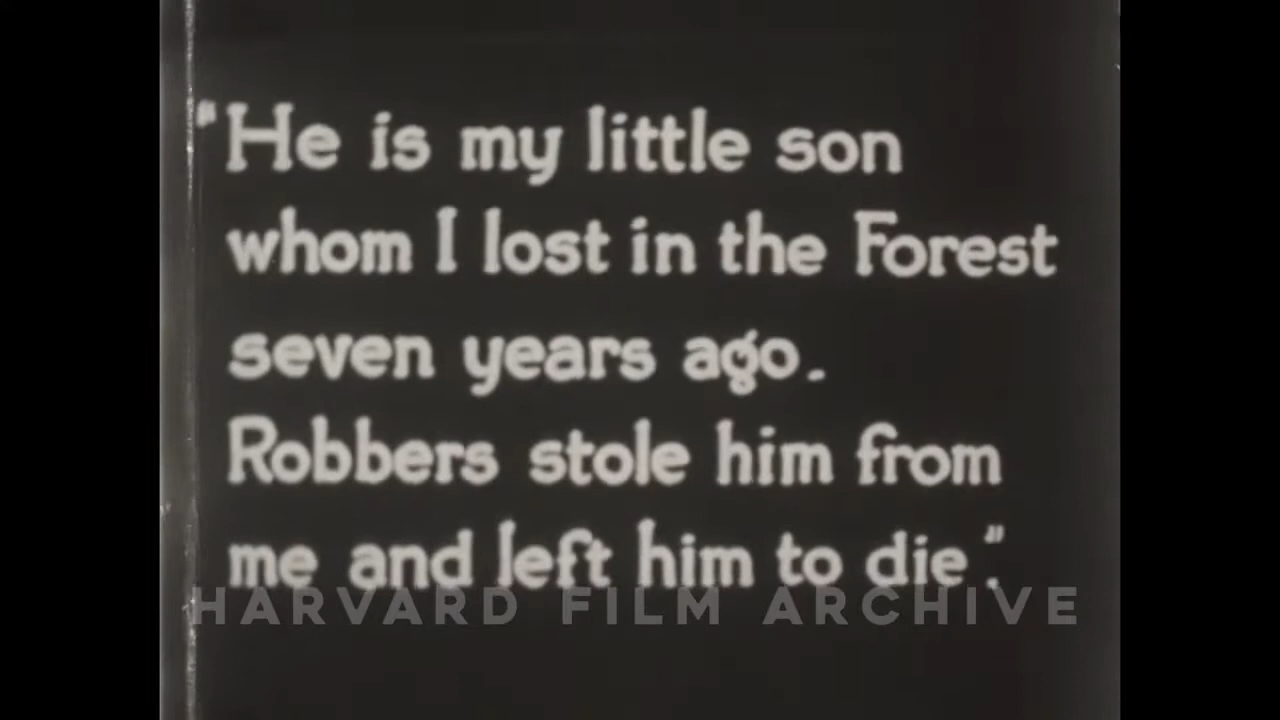 "He is my little son
whom I lost in the Forest
seven years ago.
Robbers stole him from
me and left him to die."
HARVARD FILM ARCHIVE